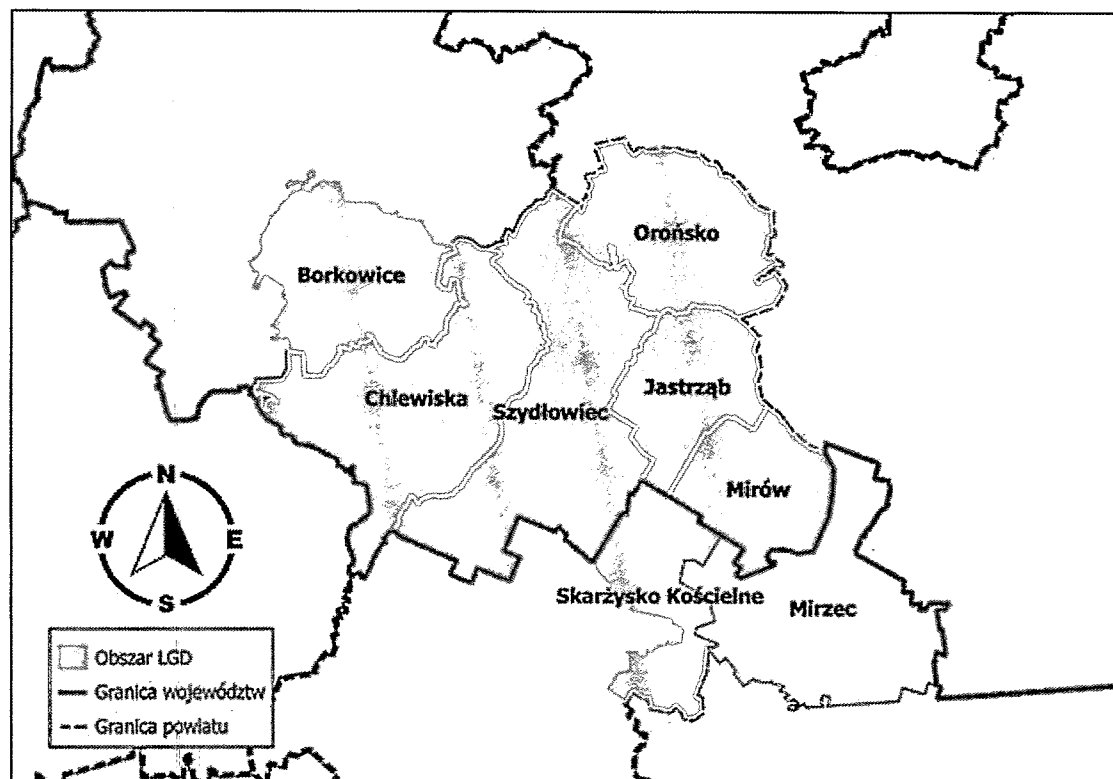 Orońsko
Borkowice
Jastrząb
Chlewiska
Szydłowiec
Mirów
N
W
E
S
Skarżysko Kościelne
Mirzec
Obszar LGD
Granica województw
Granica powiatu